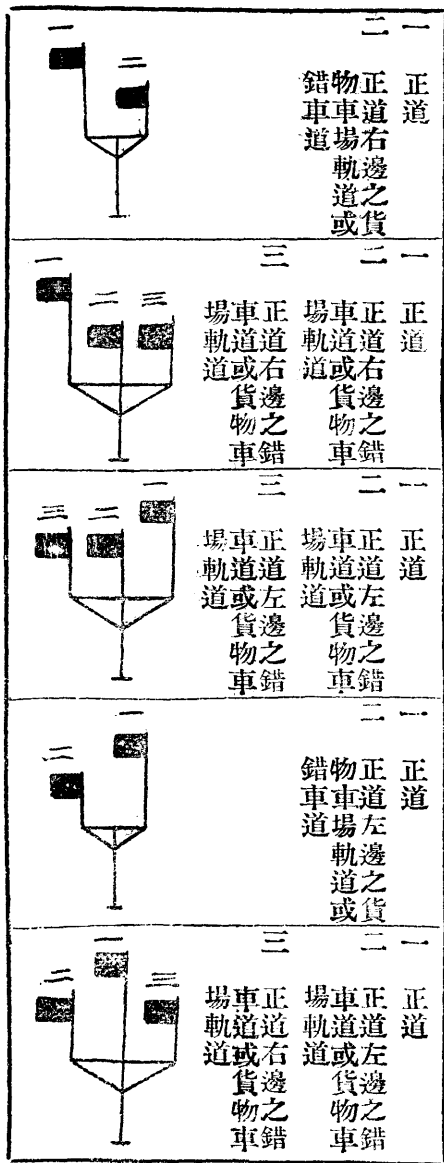 一 正道
二 正道右邊之貨
物車場軌道或
錯車道
一
二
一 正道
二 正道右邊之錯
車道或貨物車
場軌道
三 正道右邊之錯
車道或貨物車
場軌道
一
二 三
一 正道
二 正道左邊之錯
車道或貨物車
場軌道
三 正道左邊之錯
車道或貨物車
場軌道
一
三 二
一 正道
二 正道左邊之貨
物車場軌道或
錯車道
一
二
一 正道
二 正道左邊之錯
車道或貨物車
場軌道
三 正道右邊之錯
車道或貨物車
場軌道
一
二 三